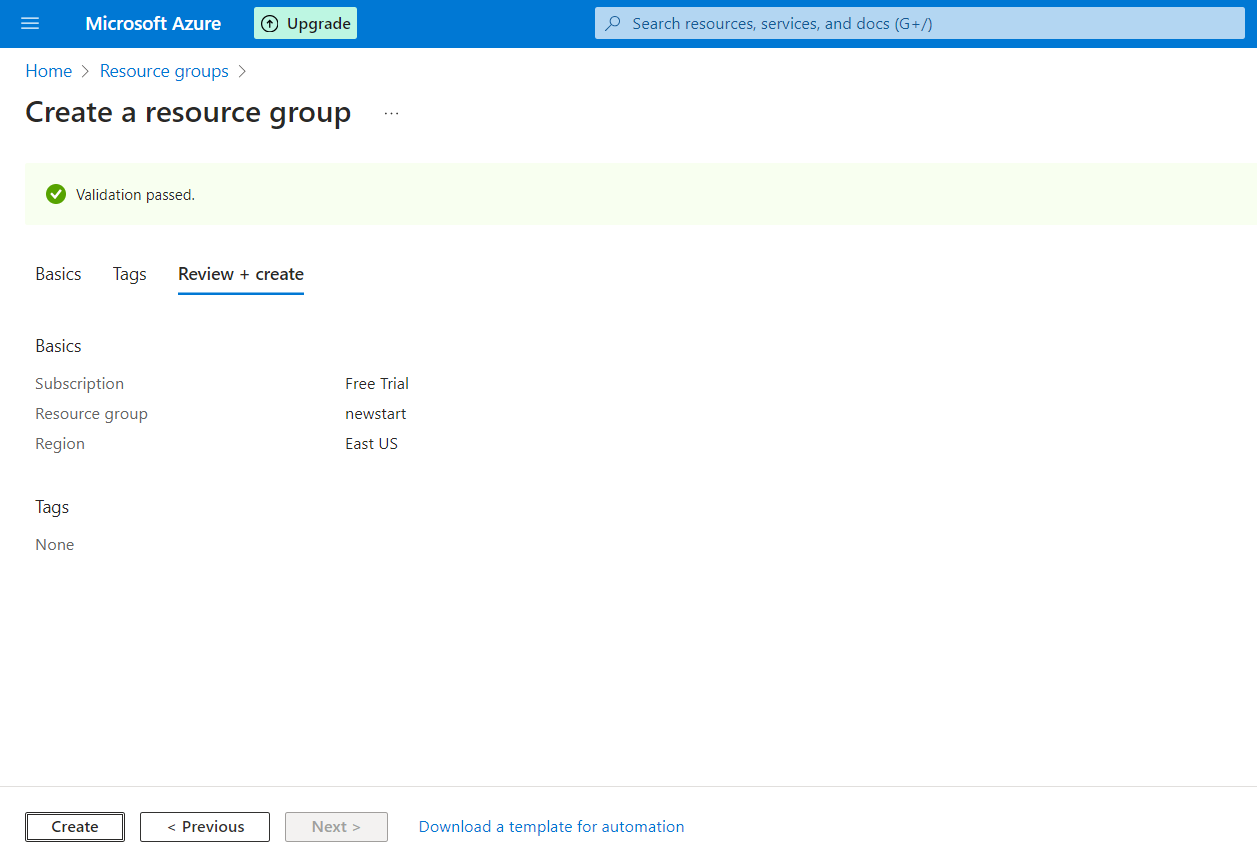 Microsoft Azure Upgrade Search resources, services, and docs (G+/)
Home > Resource groups >
Create a resource group ...
Validation passed.
Basics Tags Review + create
Basics
Subscription Free Trial
Resource group newstart
Region East US
Tags
None
Create < Previous Next > Download a template for automation